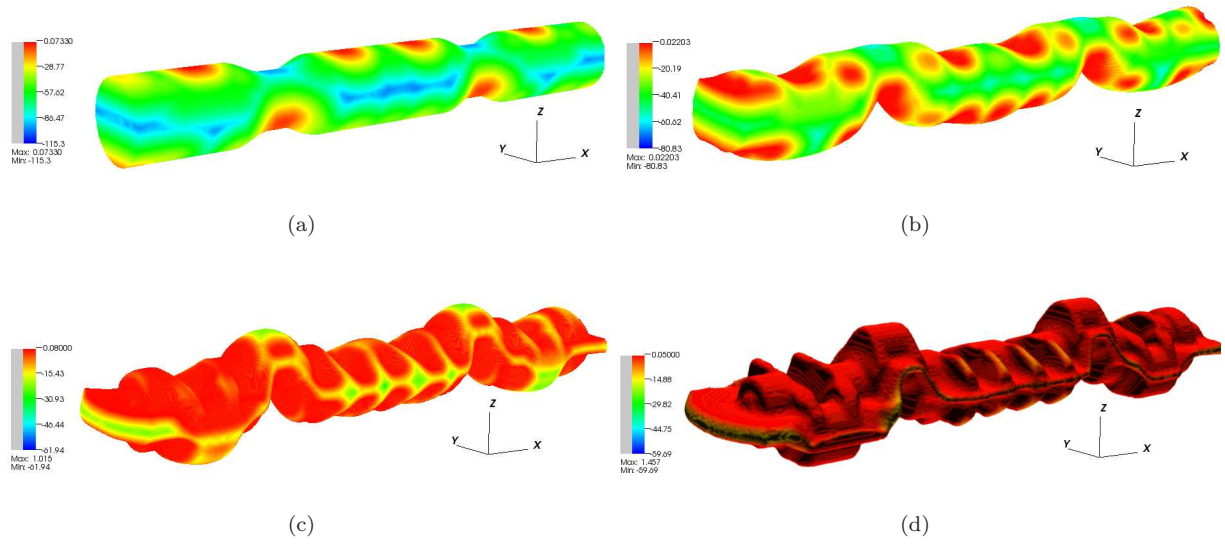 0.07330
-28.77
-57.62
-86.47
-115.3
Max: 0.07330
Min: -115.3
Z
Y
X
(a)
0.02203
-20.19
-40.41
-60.62
-80.83
Max: 0.02203
Min: -80.83
Z
Y
X
(b)
0.08000
-15.43
-30.93
-46.44
-61.94
Max: 1.015
Min: -61.94
Z
Y
X
(c)
0.05000
-14.88
-29.82
-44.75
-59.69
Max: 1.457
Min: -59.69
Z
Y
X
(d)